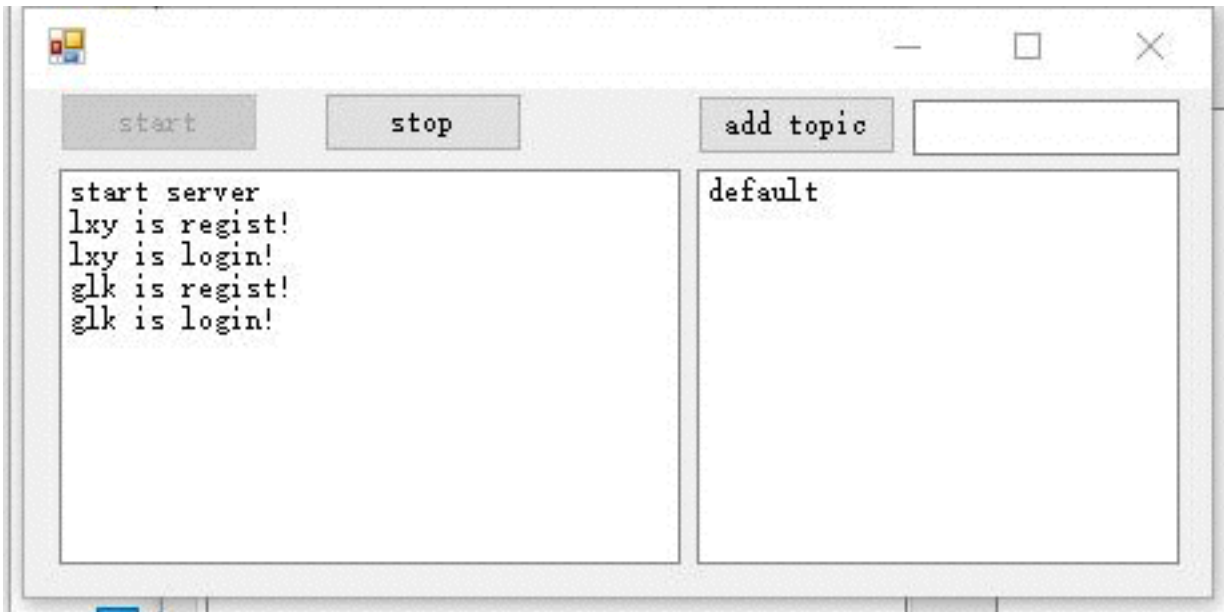 start
stop
add topic
start server
lxy is regist!
lxy is login!
glk is regist!
glk is login!
default